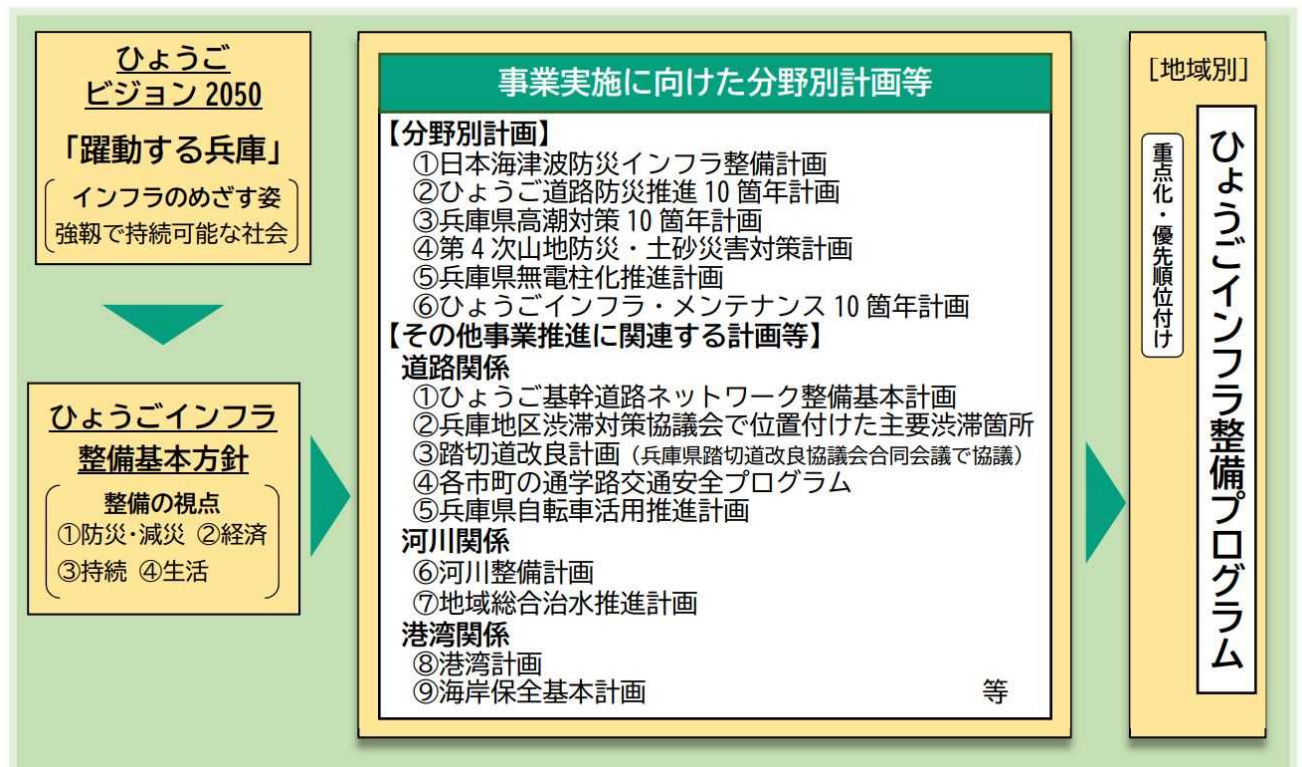 ひょうご
ビジョン 2050
「躍動する兵庫」
インフラのめざす姿
強靱で持続可能な社会
ひょうごインフラ
整備基本方針
整備の視点
①防災・減災 ②経済
③持続 ④生活
事業実施に向けた分野別計画等
【分野別計画】
①日本海津波防災インフラ整備計画
②ひょうご道路防災推進 10 箇年計画
③兵庫県高潮対策 10 箇年計画
④第 4 次山地防災・土砂災害対策計画
⑤兵庫県無電柱化推進計画
⑥ひょうごインフラ・メンテナンス 10 箇年計画
【その他事業推進に関連する計画等】
道路関係
①ひょうご基幹道路ネットワーク整備基本計画
②兵庫地区渋滞対策協議会で位置付けた主要渋滞箇所
③踏切道改良計画（兵庫県踏切道改良協議会合同会議で協議）
④各市町の通学路交通安全プログラム
⑤兵庫県自転車活用推進計画
河川関係
⑥河川整備計画
⑦地域総合治水推進計画
港湾関係
⑧港湾計画
⑨海岸保全基本計画 等
［地域別］
ひょうごインフラ整備プログラム
重点化・優先順位付け